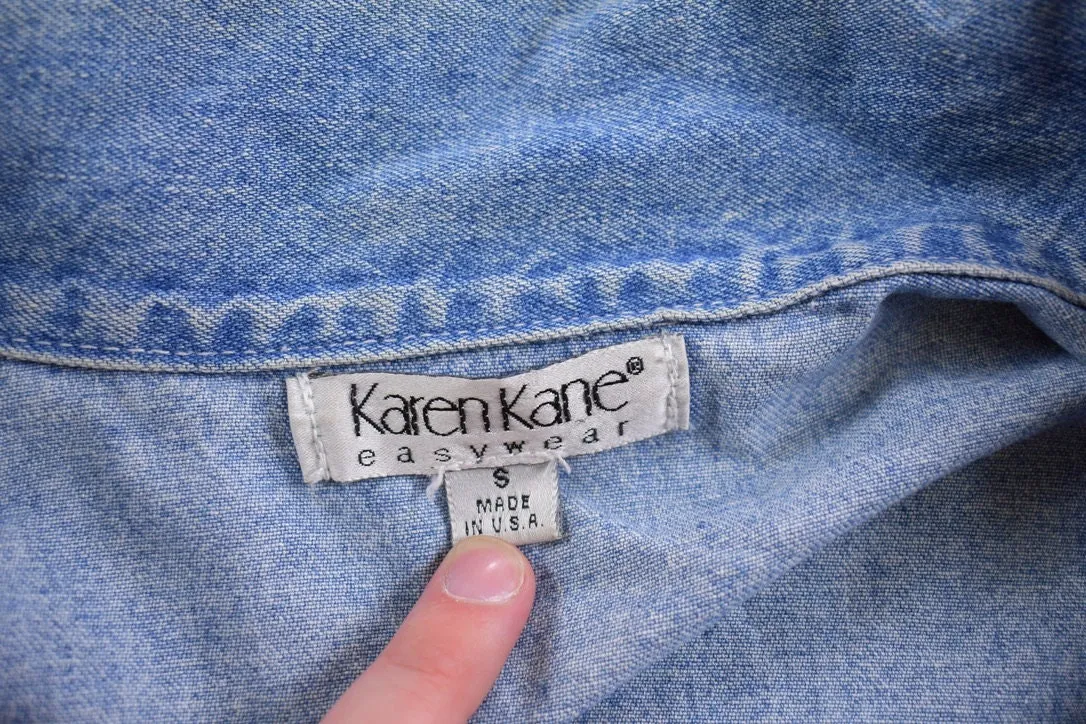 Karen Kane®
easywear
S
MADE
IN U.S.A.